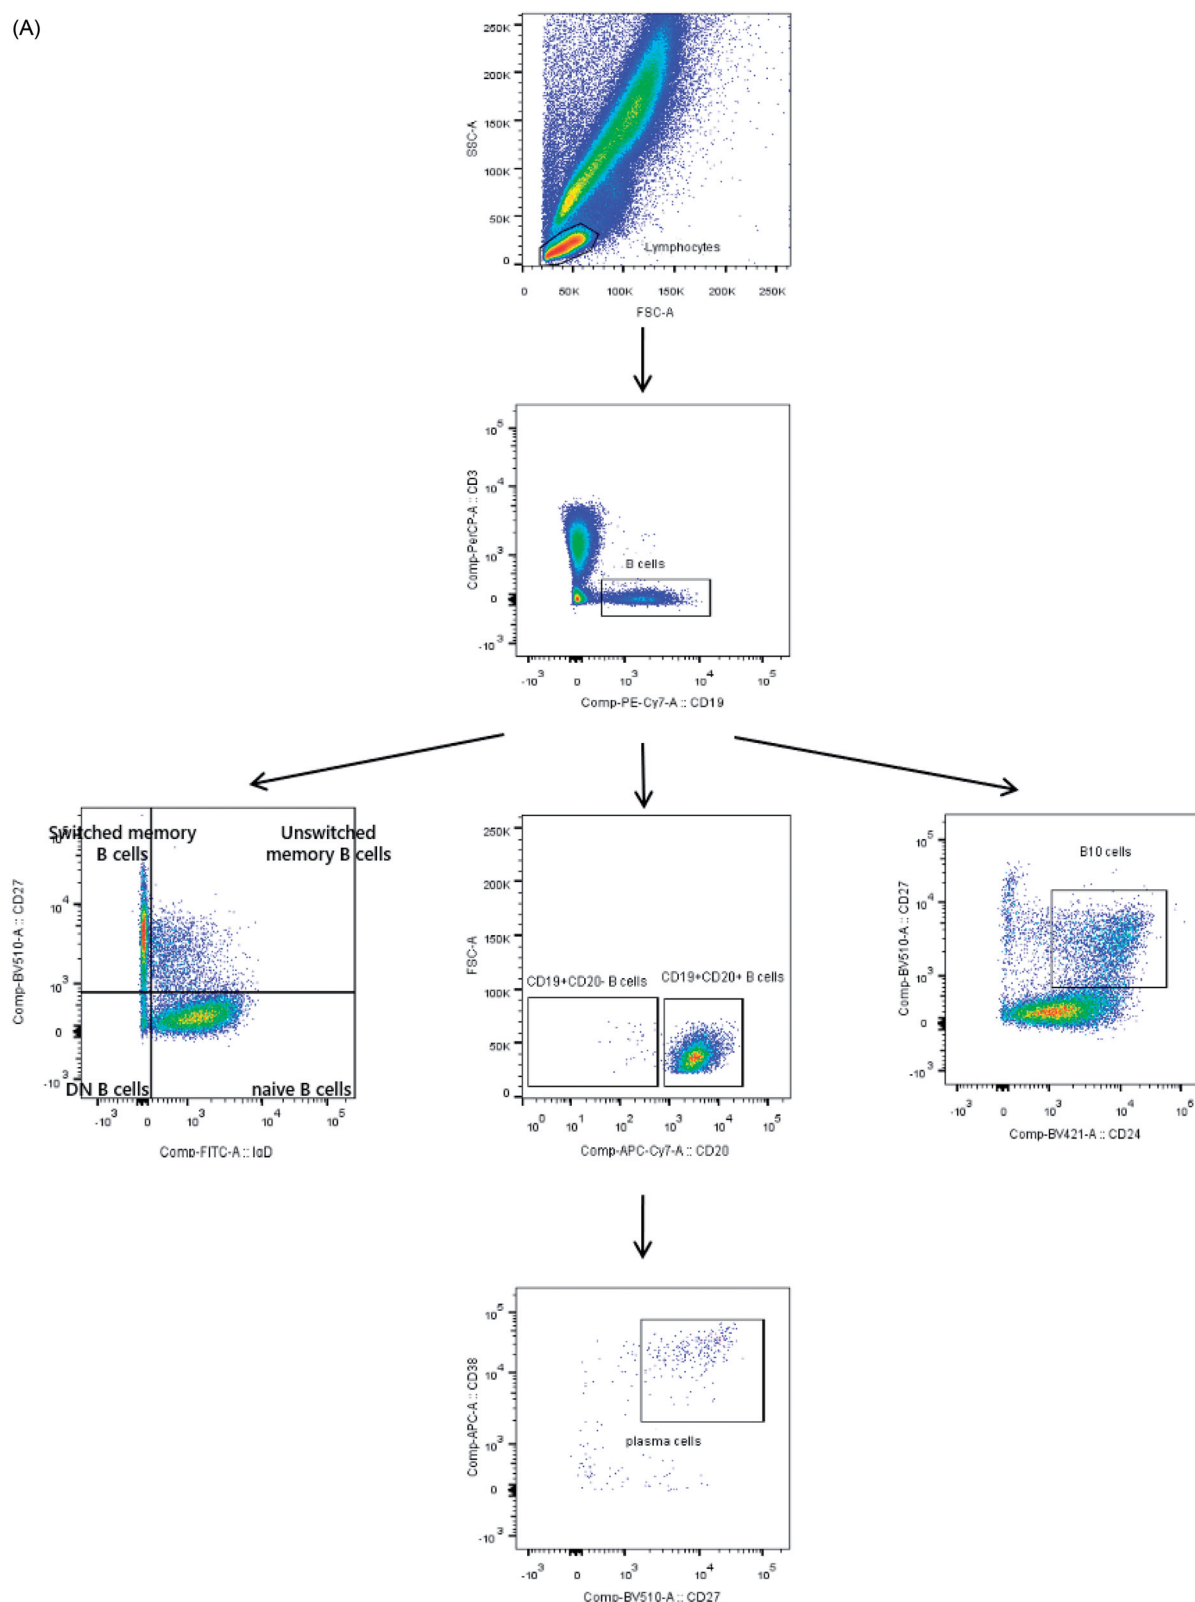 (A)
250K
200K
150K
100K
50K
0
SSC-A
Lymphocytes
0 50K 100K 150K 200K 250K
FSC-A
10 5
10 4
10 3
0
-10 3
Comp-PerCP-A :: CD3
B cells
-10 3 0 10 3 10 4 10 5
Comp-PE-Cy7-A :: CD19
Switched memory
B cells
Unswitched
memory B cells
10 4
10 3
0
-10 3
Comp-BV510-A :: CD27
DN B cells
naive B cells
-10 3 0 10 3 10 4 10 5
Comp-FITC-A :: IgD
250K
200K
150K
100K
50K
0
FSC-A
CD19+CD20- B cells
CD19+CD20+ B cells
10 0 10 1 10 2 10 3 10 4 10 5
Comp-APC-Cy7-A :: CD20
10 5
10 4
10 3
0
-10 3
Comp-BV510-A :: CD27
B10 cells
-10 3 0 10 3 10 4 10 5
Comp-BV421-A :: CD24
10 5
10 4
10 3
0
-10 3
Comp-APC-A :: CD38
plasma cells
-10 3 0 10 3 10 4 10 5
Comp-BV510-A :: CD27